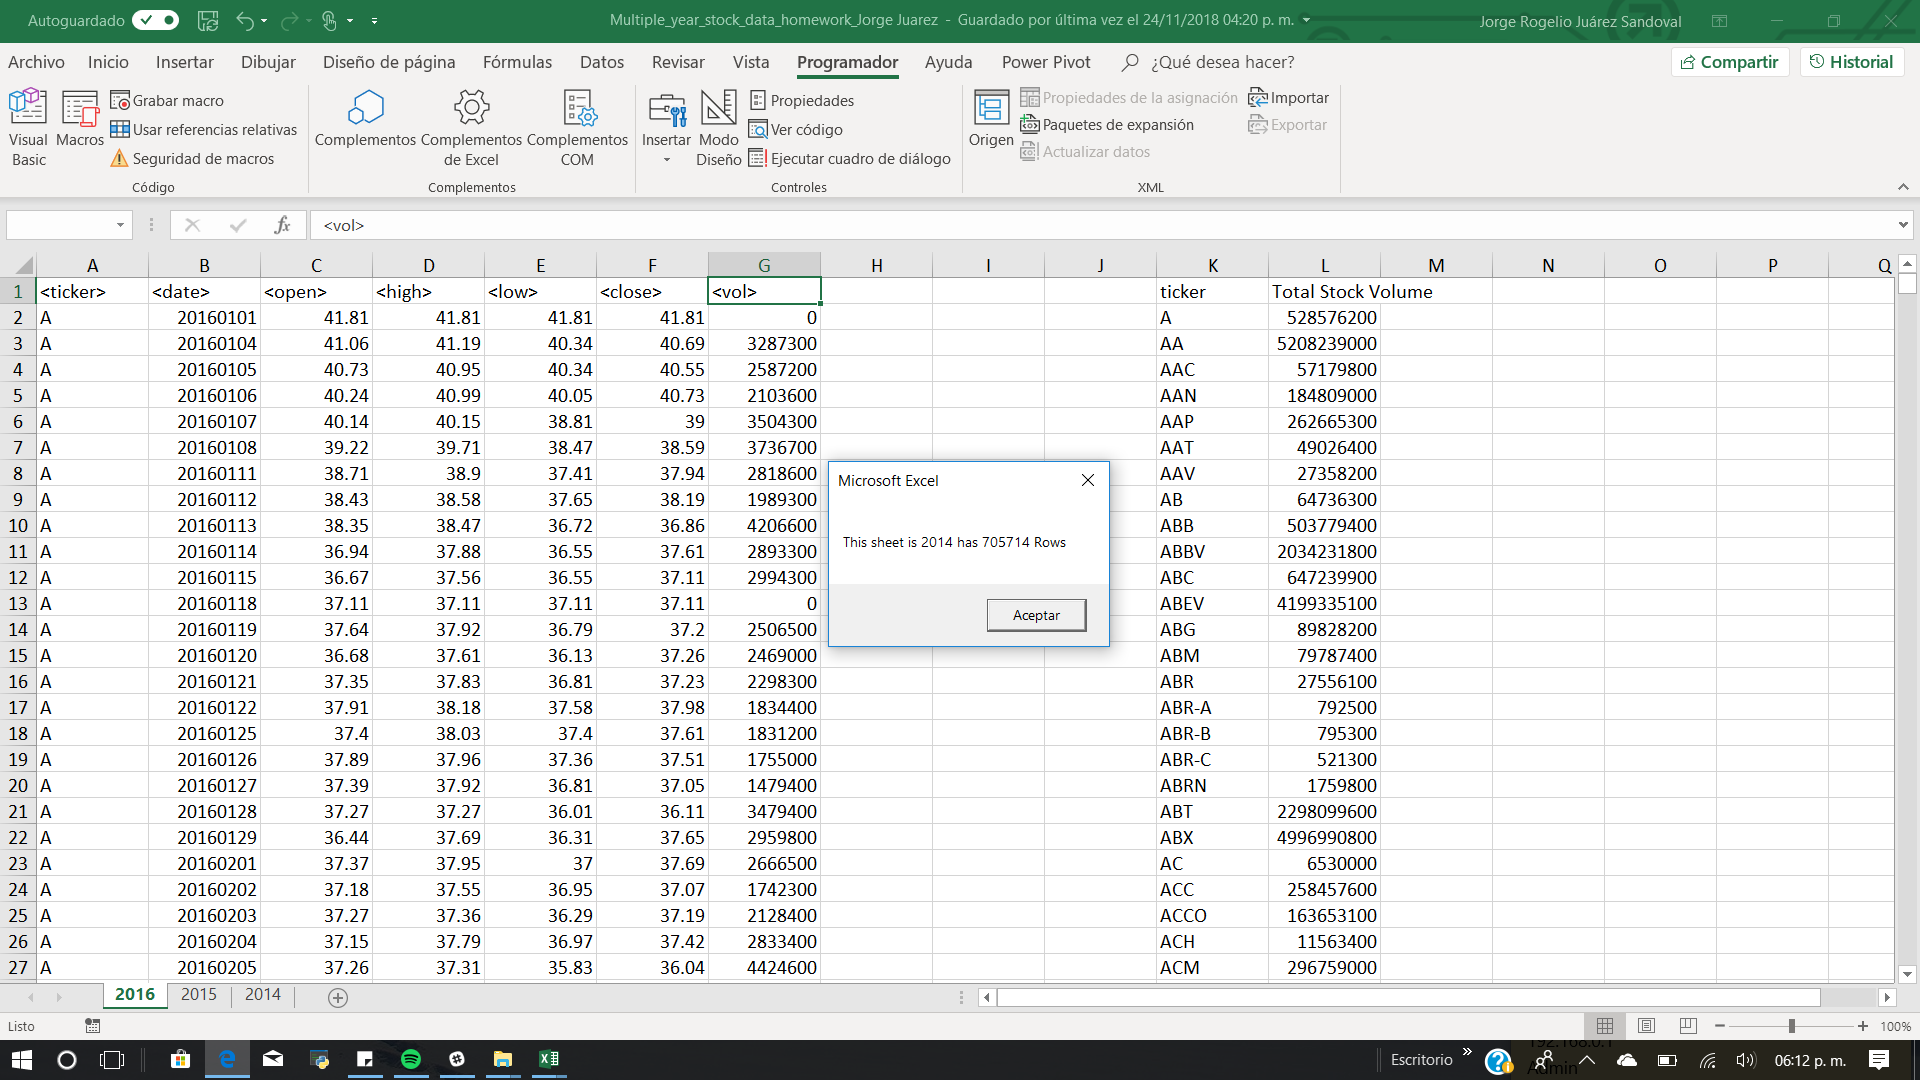 Autoguardado
Multiple_year_stock_data_homework_Jorge Juarez - Guardado por última vez el 24/11/2018 04:20 p. m.
Jorge Rogelio Juárez Sandoval
Archivo Inicio Insertar Dibujar Diseño de página Fórmulas Datos Revisar Vista Programador Ayuda Power Pivot ¿Qué desea hacer? Compartir Historial
Visual Basic
Macros
Grabar macro
Usar referencias relativas
Seguridad de macros
Código
Complementos
Complementos de Excel
Complementos COM
Complementos
Insertar
Modo Diseño
Propiedades
Ver código
Ejecutar cuadro de diálogo
Controles
Origen
Propiedades de la asignación
Paquetes de expansión
Actualizar datos
Importar
Exportar
XML
fx <vol>
A B C D E F G H I J K L M N O P Q
1 <ticker> <date> <open> <high> <low> <close> <vol> ticker Total Stock Volume
2 A 20160101 41.81 41.81 41.81 41.81 0 A 528576200
3 A 20160104 41.06 41.19 40.34 40.69 3287300 AA 5208239000
4 A 20160105 40.73 40.95 40.34 40.55 2587200 AAC 57179800
5 A 20160106 40.24 40.99 40.05 40.73 2103600 AAN 184809000
6 A 20160107 40.14 40.15 38.81 39 3504300 AAP 262665300
7 A 20160108 39.22 39.71 38.47 38.59 3736700 AAT 49026400
8 A 20160111 38.71 38.9 37.41 37.94 2818600 AAV 27358200
9 A 20160112 38.43 38.58 37.65 38.19 1989300 AB 64736300
10 A 20160113 38.35 38.47 36.72 36.86 4206600 ABB 503779400
11 A 20160114 36.94 37.88 36.55 37.61 2893300 ABBV 2034231800
12 A 20160115 36.67 37.56 36.55 37.11 2994300 ABC 647239900
13 A 20160118 37.11 37.11 37.11 37.11 0 ABEV 4199335100
14 A 20160119 37.64 37.92 36.79 37.2 2506500 ABG 89828200
15 A 20160120 36.68 37.61 36.13 37.26 2469000 ABM 79787400
16 A 20160121 37.35 37.83 36.81 37.23 2298300 ABR 27556100
17 A 20160122 37.91 38.18 37.58 37.98 1834400 ABR-A 792500
18 A 20160125 37.4 38.03 37.4 37.61 1831200 ABR-B 795300
19 A 20160126 37.89 37.96 37.36 37.51 1755000 ABR-C 521300
20 A 20160127 37.39 37.92 36.81 37.05 1479400 ABRN 1759800
21 A 20160128 37.27 37.27 36.01 36.11 3479400 ABT 2298099600
22 A 20160129 36.44 37.69 36.31 37.65 2959800 ABX 4996990800
23 A 20160201 37.37 37.95 37 37.69 2666500 AC 6530000
24 A 20160202 37.18 37.55 36.95 37.07 1742300 ACC 258457600
25 A 20160203 37.27 37.36 36.29 37.19 2128400 ACCO 163653100
26 A 20160204 37.15 37.79 36.97 37.42 2833400 ACH 11563400
27 A 20160205 37.26 37.31 35.83 36.04 4424600 ACM 296759000
Microsoft Excel
This sheet is 2014 has 705714 Rows
Aceptar
2016 2015 2014
Listo 100%
Escritorio 192.168.0.1
Admin
06:12 p. m.